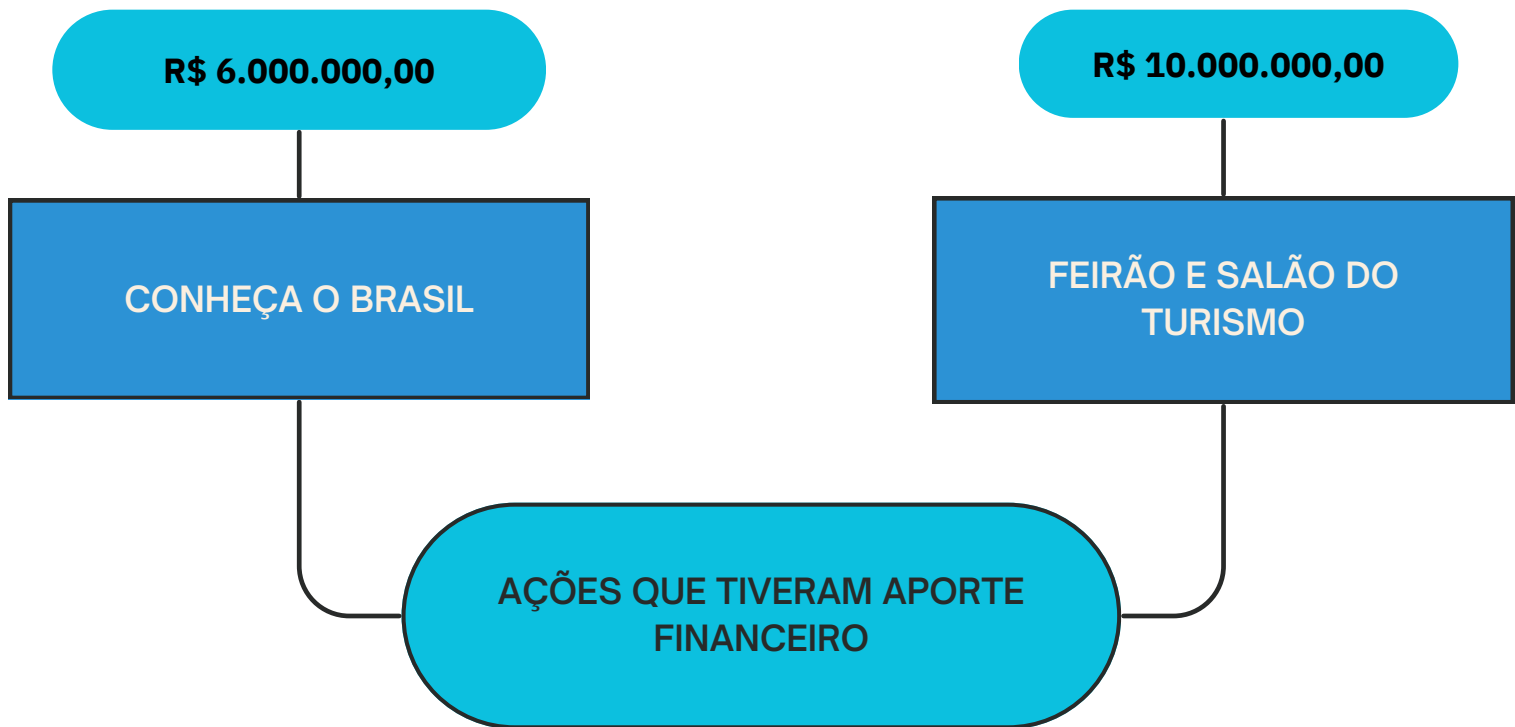 R$ 6.000.000,00
R$ 10.000.000,00
CONHEÇA O BRASIL
FEIRÃO E SALÃO DO
TURISMO
AÇÕES QUE TIVERAM APORTE
FINANCEIRO